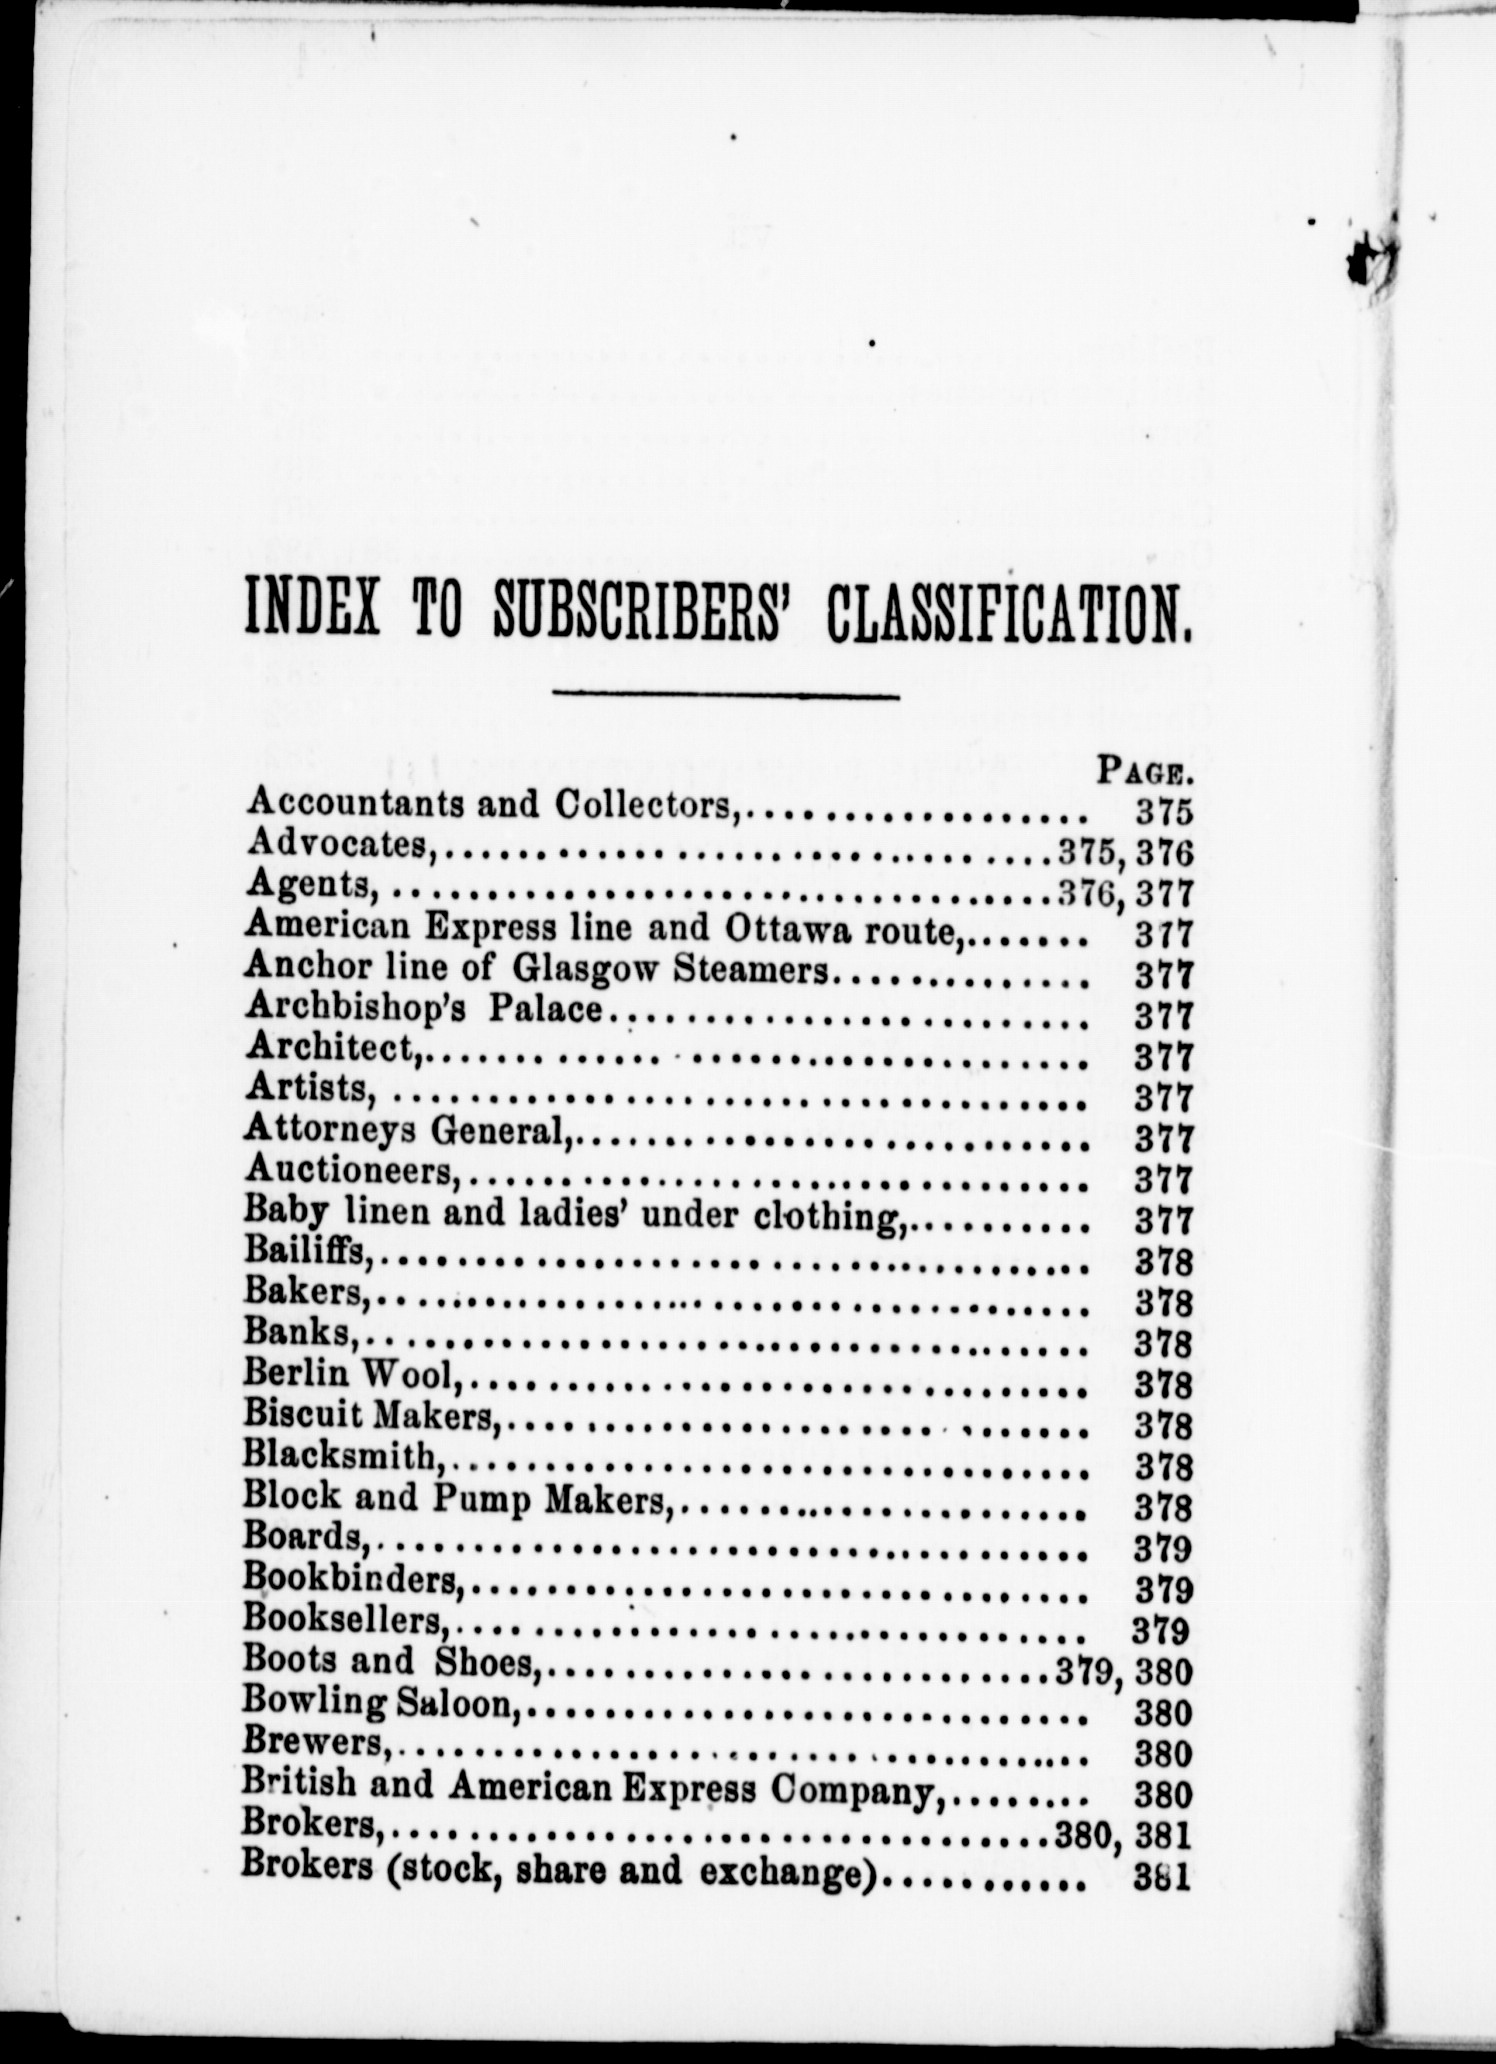 INDEX TO SUBSCRIBERS' CLASSIFICATION.
PAGE.
Accountants and Collectors,.................. 375
Advocates,................................375, 376
Agents, ...................................376, 377
American Express line and Ottawa route,....... 377
Anchor line of Glasgow Steamers.............. 377
Archbishop's Palace......................... 377
Architect,................................... 377
Artists, ..................................... 377
Attorneys General,........................... 377
Auctioneers,................................. 377
Baby linen and ladies' under clothing,.......... 377
Bailiffs,...................................... 378
Bakers,...................................... 378
Banks,....................................... 378
Berlin Wool,................................. 378
Biscuit Makers,............................... 378
Blacksmith,.................................. 378
Block and Pump Makers,...................... 378
Boards,...................................... 379
Bookbinders,................................. 379
Booksellers,.................................. 379
Boots and Shoes,...........................379, 380
Bowling Saloon,.............................. 380
Brewers,..................................... 380
British and American Express Company,........ 380
Brokers,...................................380, 381
Brokers (stock, share and exchange)........... 381